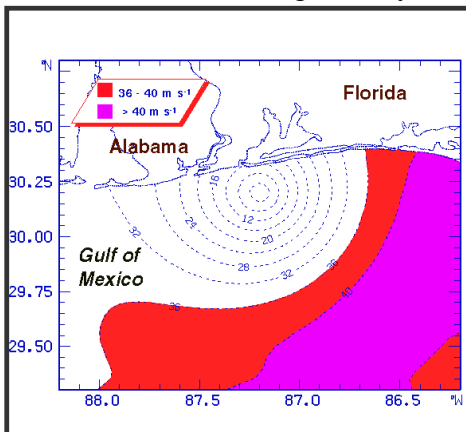 °N
36 - 40 m s⁻¹
> 40 m s⁻¹
Florida
30.50
Alabama
16
30.25
12
24
20
32
30.00
Gulf of
Mexico
28
32
36
40
29.75
36
29.50
88.0 87.5 87.0 86.5 °W